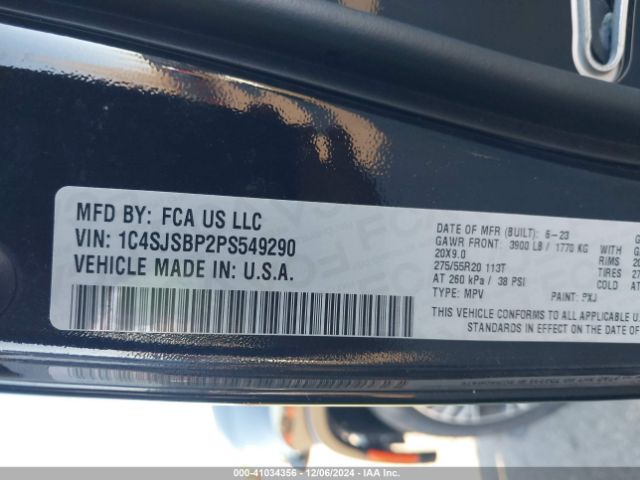 MFD BY: FCA US LLC
VIN: 1C4SJSBP2PS549290
VEHICLE MADE IN: U.S.A.
DATE OF MFR (BUILT): 6-23
GAWR FRONT: 3900 LB / 1770 KG WITH
20X9.0 RIMS
275/55R20 113T TIRES
AT 260 kPa / 38 PSI COLD
TYPE: MPV PAINT: PXJ
THIS VEHICLE CONFORMS TO ALL APPLICABLE U.
STANDARDS IN EFFECT ON THE DATE OF MANUFAC
000-41034356 - 12/06/2024 - IAA Inc.